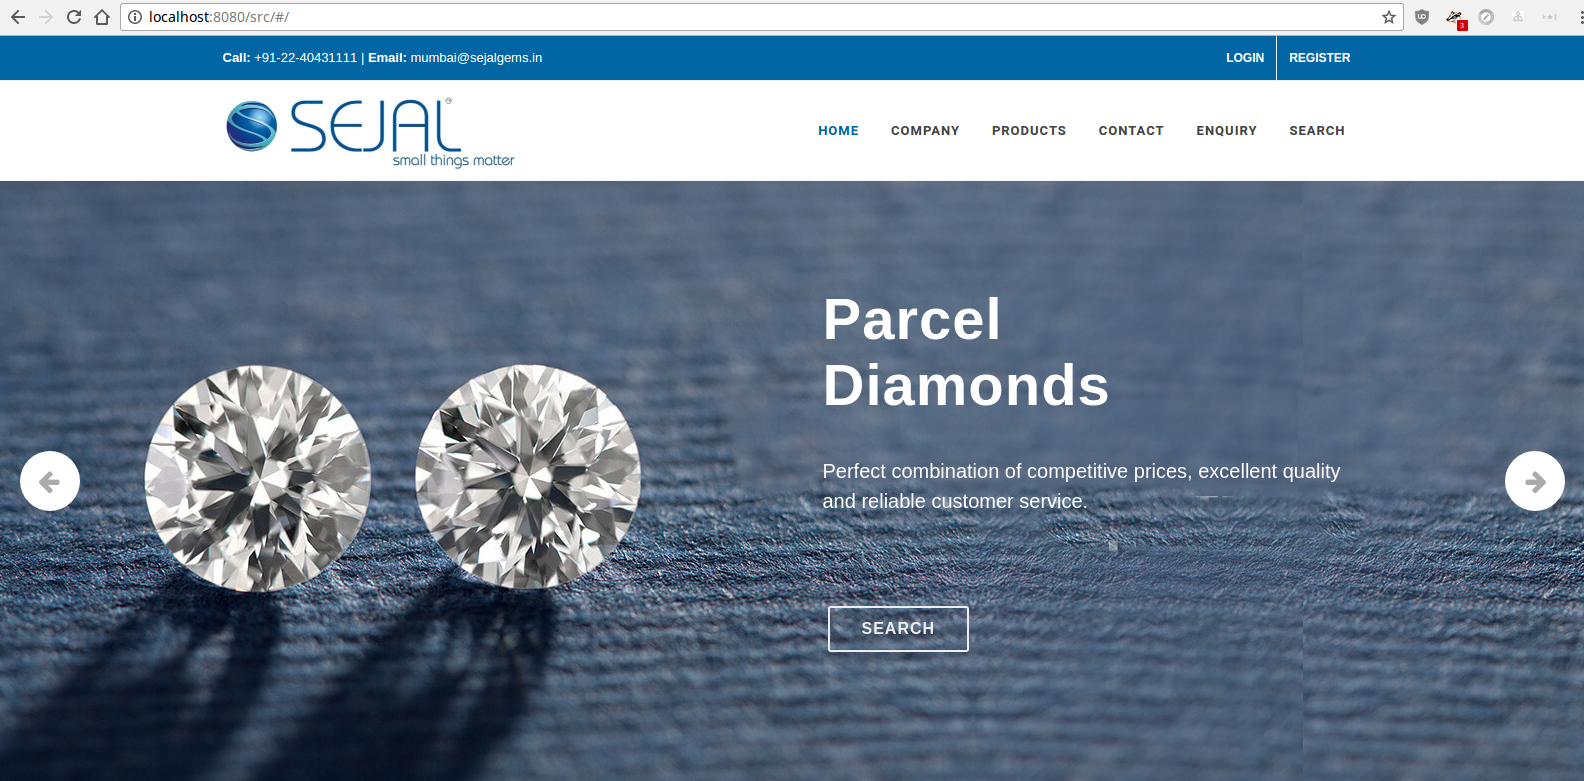 localhost:8080/src/#/
3
Call: +91-22-40431111 | Email: mumbai@sejalgems.in
LOGIN
REGISTER
SEJAL
small things matter
HOME
COMPANY
PRODUCTS
CONTACT
ENQUIRY
SEARCH
Parcel
Diamonds
Perfect combination of competitive prices, excellent quality
and reliable customer service.
SEARCH